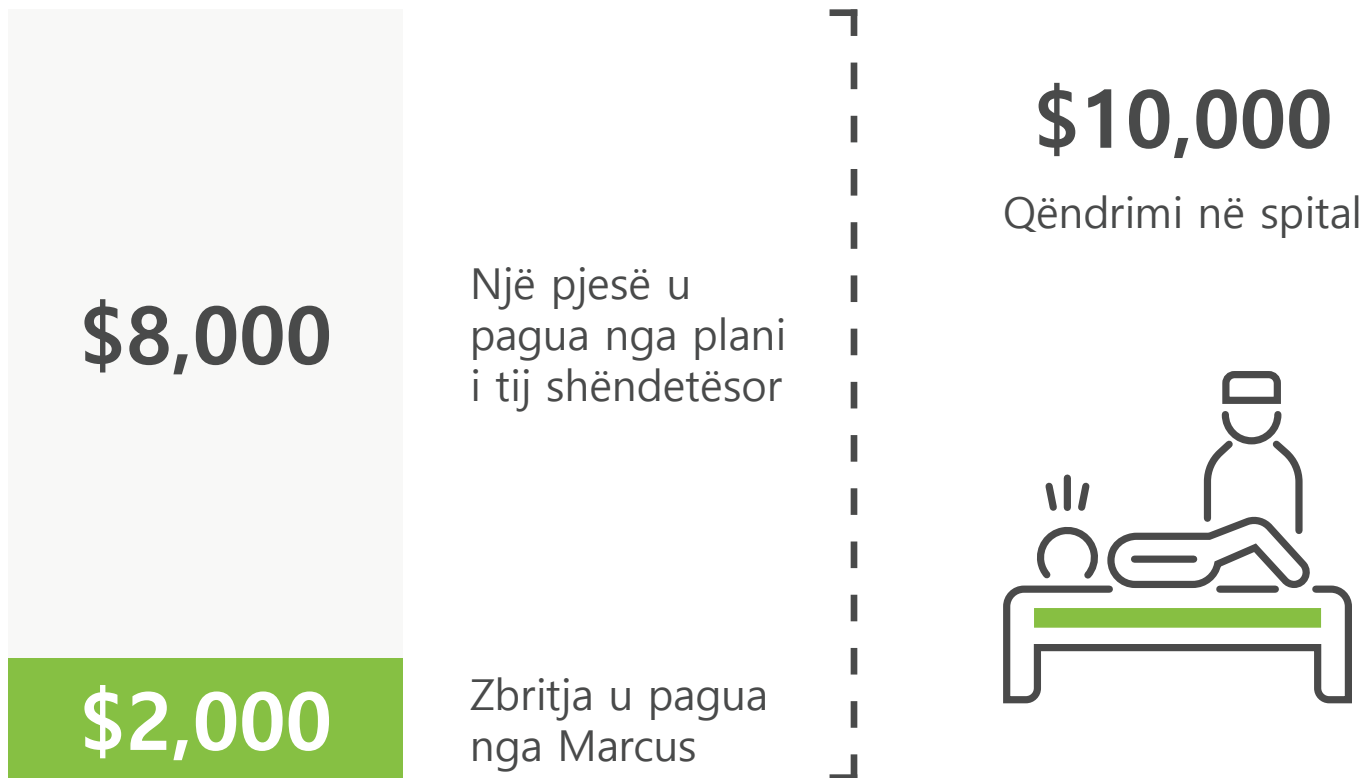 $8,000
Një pjesë u
pagua nga plani
i tij shëndetësor
$2,000
Zbritja u pagua
nga Marcus
$10,000
Qëndrimi në spital